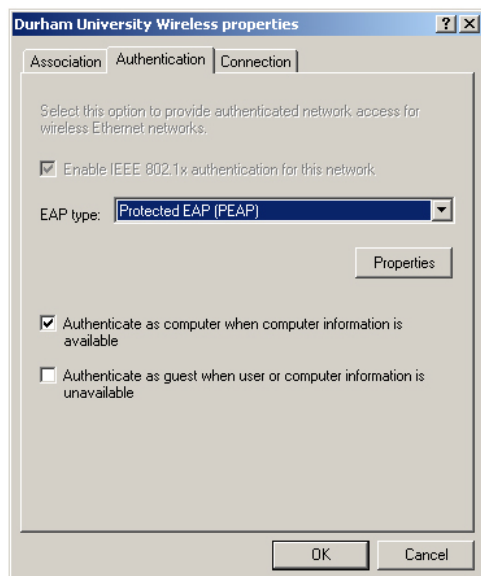 Durham University Wireless properties
Association Authentication Connection
Select this option to provide authenticated network access for
wireless Ethernet networks.
Enable IEEE 802.1x authentication for this network
EAP type: Protected EAP (PEAP)
Properties
Authenticate as computer when computer information is
available
Authenticate as guest when user or computer information is
unavailable
OK Cancel